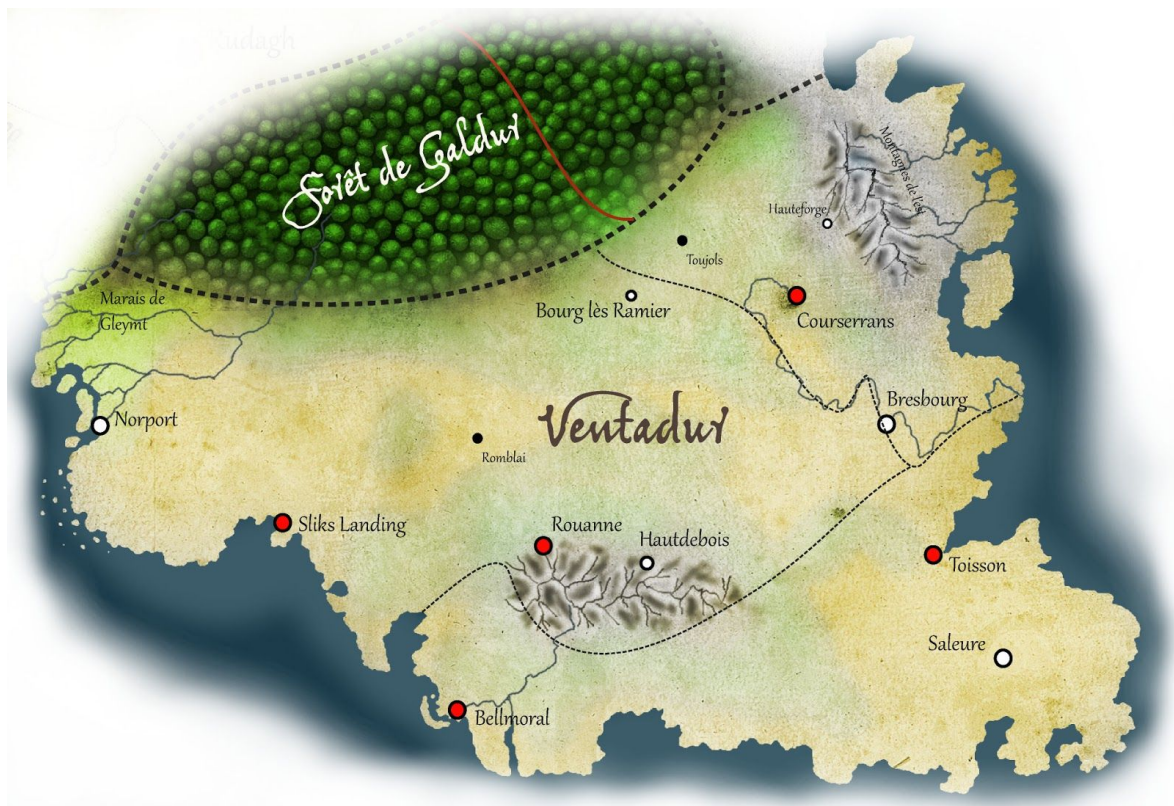 Rudagh
Forêt de Galdur
Montagnes de l'est
Hauteforge
Toujols
Marais de
Gleymt
Bourg lès Ramier
Courserrans
Norport
Ventadur
Bresbourg
Romblai
Sliks Landing
Rouanne
Hautdebois
Toisson
Saleure
Bellmoral